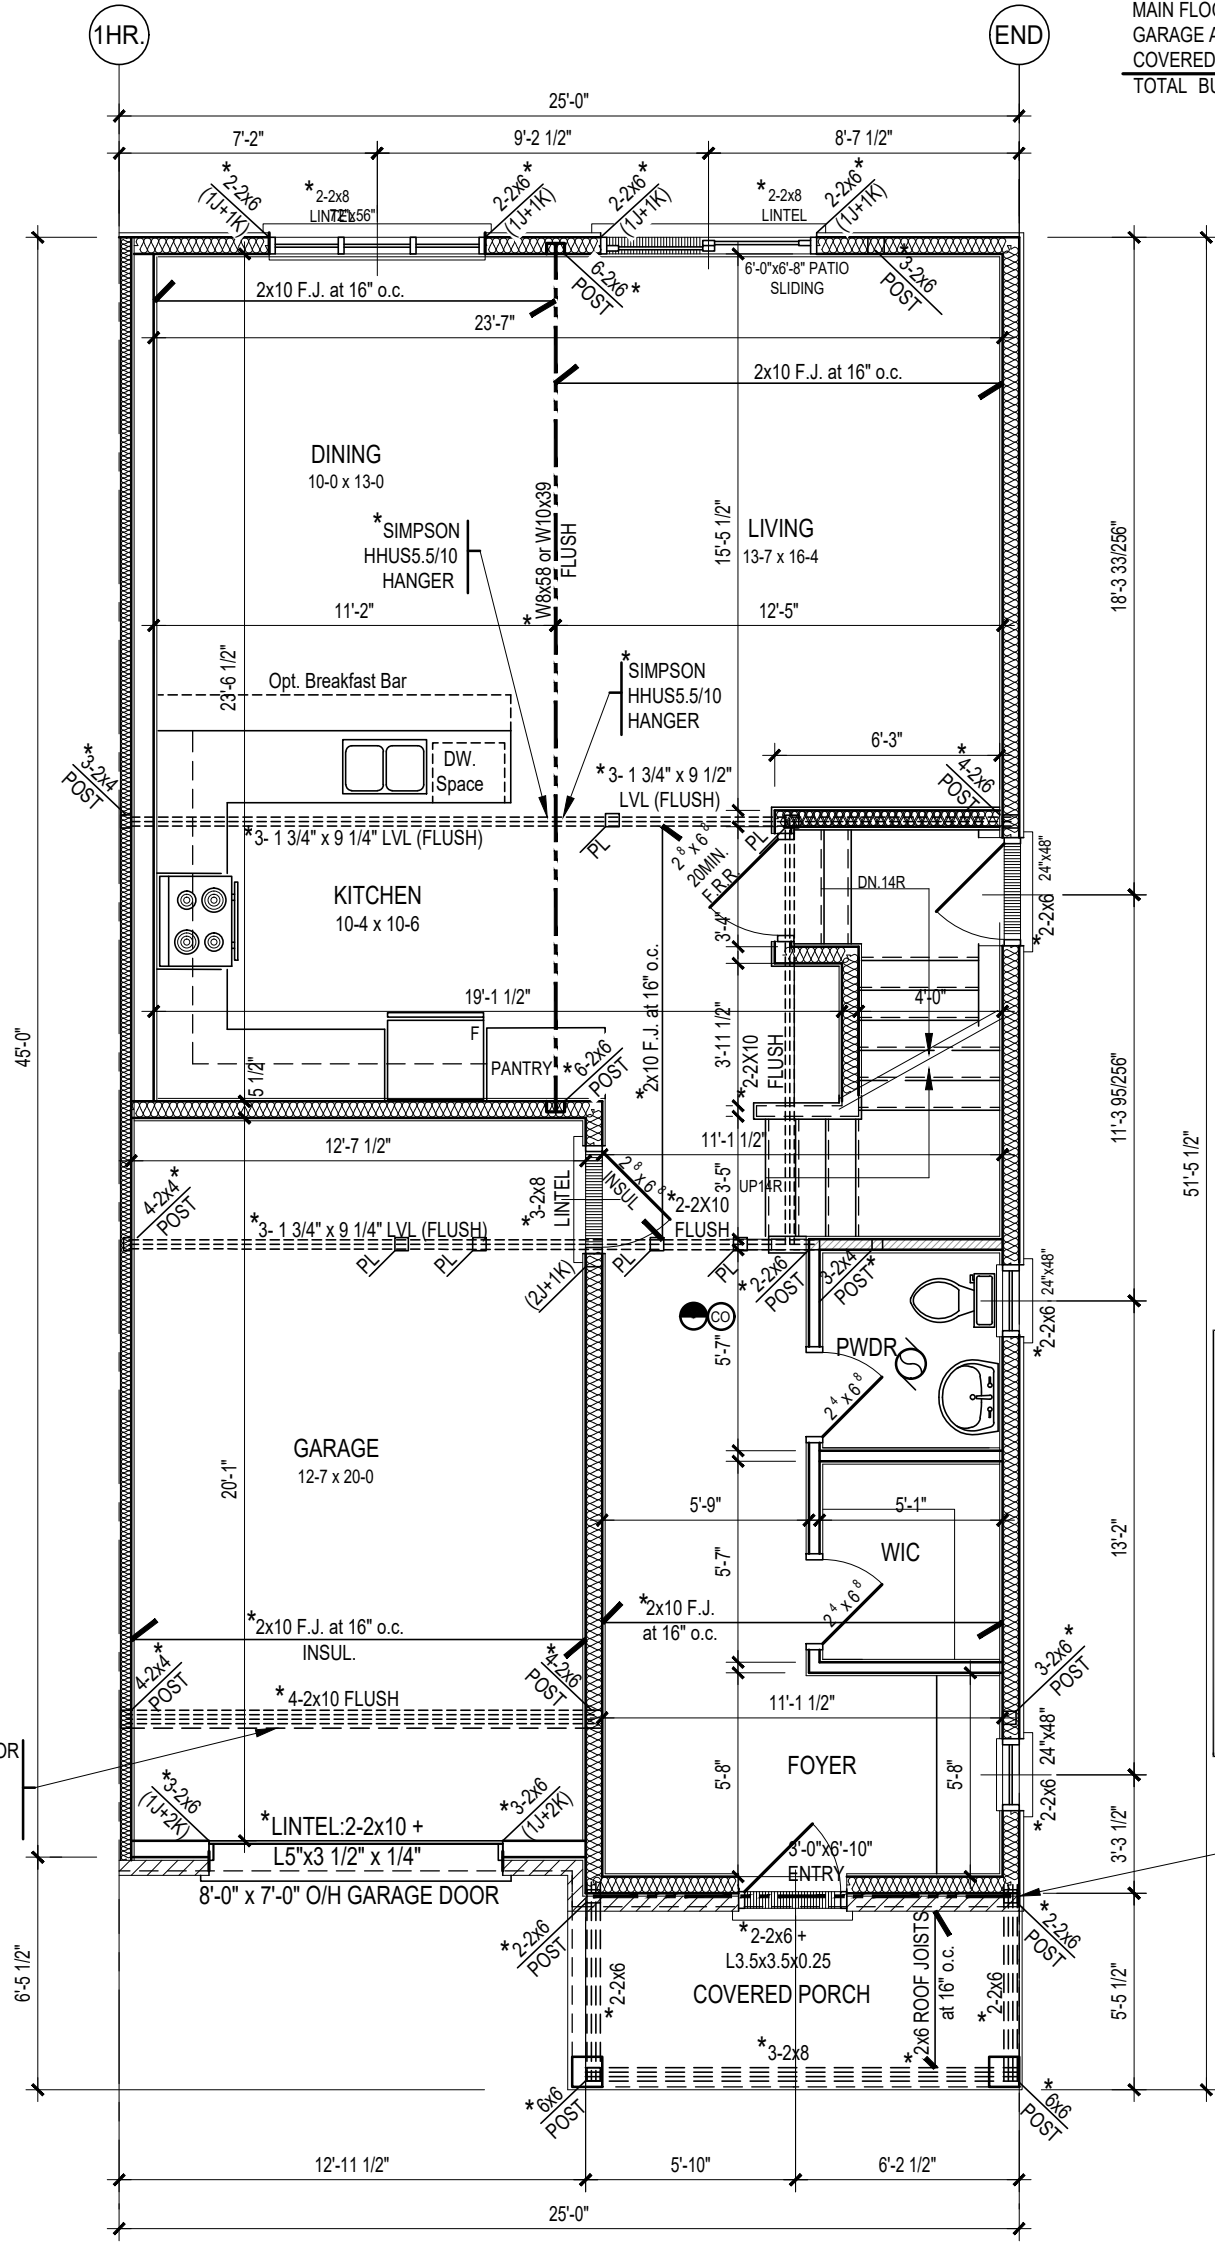 1HR.
END
MAIN FLOO
GARAGE A
COVERED
TOTAL BU
25'-0"
7'-2"
9'-2 1/2"
8'-7 1/2"
*2-2x6
(1J+1K)
*2-2x8
LINTEL
72"x56"
2-2x6*
(1J+1K)
2-2x6*
(1J+1K)
*2-2x8
LINTEL
2-2x6*
(1J+1K)
6-2x6*
POST
6'-0"x6'-8" PATIO
SLIDING
*3-2x6
POST
2x10 F.J. at 16" o.c.
23'-7"
2x10 F.J. at 16" o.c.
DINING
10-0 x 13-0
*SIMPSON
HHUS5.5/10
HANGER
*W8x58 or W10x39
FLUSH
15'-5 1/2"
LIVING
13-7 x 16-4
18'-3 33/256"
11'-2"
12'-5"
23'-6 1/2"
Opt. Breakfast Bar
*SIMPSON
HHUS5.5/10
HANGER
6'-3"
*3-2x4
POST
DW.
Space
*3- 1 3/4" x 9 1/2"
LVL (FLUSH)
*4-2x6
POST
*3- 1 3/4" x 9 1/4" LVL (FLUSH)
PL
2⁸ x 6⁸
20MIN.
F.R.R.
PL
24"x48"
*2-2x6
DN.14R
KITCHEN
10-4 x 10-6
3'-4"
45'-0"
19'-1 1/2"
*2x10 F.J. at 16" o.c.
4'-0"
F
3'-11 1/2"
*2-2X10
FLUSH
PANTRY
*6-2x6
POST
5 1/2"
11'-3 95/256"
51'-5 1/2"
12'-7 1/2"
11'-1 1/2"
4-2x4*
POST
*3-2x8
LINTEL
2⁸ x 6⁸
INSUL
3'-5"
UP14R
*2-2X10
FLUSH
*3- 1 3/4" x 9 1/4" LVL (FLUSH)
PL
PL
(2J+1K)
PL
PL
*2-2x6
POST
3-2x4
POST*
24"x48"
*2-2x6
CO
5'-7"
PWDR
2⁴ x 6⁸
GARAGE
12-7 x 20-0
20'-1"
5'-9"
5'-1"
13'-2"
WIC
5'-7"
2⁴ x 6⁸
*2x10 F.J. at 16" o.c.
INSUL.
*2x10 F.J.
at 16" o.c.
4-2x4*
POST
*4-2x6
POST
3-2x6*
POST
*4-2x10 FLUSH
11'-1 1/2"
OR
24"x48"
*2-2x6
FOYER
5'-8"
5'-8"
*3-2x6
(1J+2K)
*3-2x6
(1J+2K)
*LINTEL:2-2x10 +
L5"x3 1/2" x 1/4"
8'-0" x 7'-0" O/H GARAGE DOOR
3'-0"x6'-10"
ENTRY
3'-3 1/2"
*2-2x6
POST
*2-2x6 +
L3.5x3.5x0.25
*2-2x6
POST
6'-5 1/2"
*2-2x6
COVERED PORCH
*2x6 ROOF JOISTS
at 16" o.c.
*2-2x6
5'-5 1/2"
*3-2x8
*6x6
POST
*6x6
POST
12'-11 1/2"
5'-10"
6'-2 1/2"
25'-0"